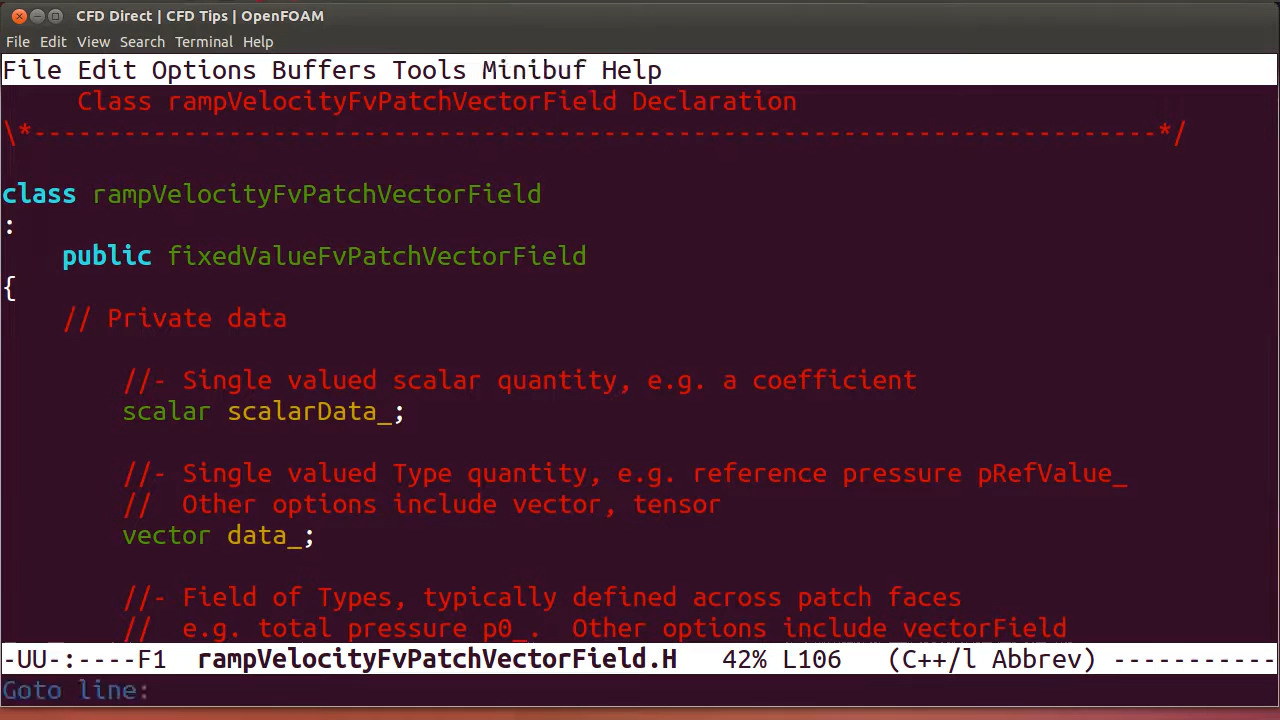 CFD Direct | CFD Tips | OpenFOAM
File Edit View Search Terminal Help
File Edit Options Buffers Tools Minibuf Help
Class rampVelocityFvPatchVectorField Declaration
\*---------------------------------------------------------------------------*/
class rampVelocityFvPatchVectorField
:
public fixedValueFvPatchVectorField
{
// Private data
//- Single valued scalar quantity, e.g. a coefficient
scalar scalarData_;
//- Single valued Type quantity, e.g. reference pressure pRefValue_
// Other options include vector, tensor
vector data_;
//- Field of Types, typically defined across patch faces
// e.g. total pressure p0_. Other options include vectorField
-UU-:----F1 rampVelocityFvPatchVectorField.H 42% L106 (C++/l Abbrev) -----------
Goto line: